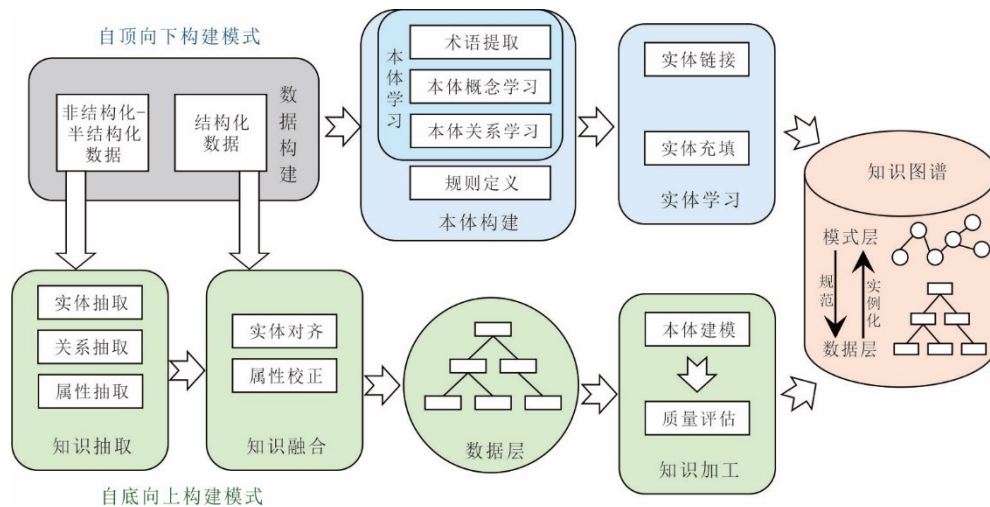 自顶向下构建模式
非结构化-
半结构化
数据
结构化
数据
数据构建
本体学习
术语提取
本体概念学习
本体关系学习
规则定义
本体构建
实体链接
实体充填
实体学习
知识图谱
模式层
规范
实例化
数据层
实体抽取
关系抽取
属性抽取
知识抽取
实体对齐
属性校正
知识融合
数据层
本体建模
质量评估
知识加工
自底向上构建模式